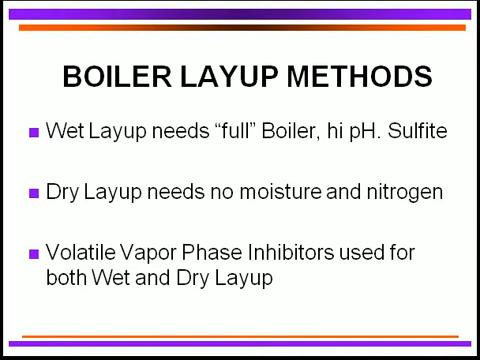 BOILER LAYUP METHODS
Wet Layup needs “full” Boiler, hi pH. Sulfite
Dry Layup needs no moisture and nitrogen
Volatile Vapor Phase Inhibitors used for
both Wet and Dry Layup